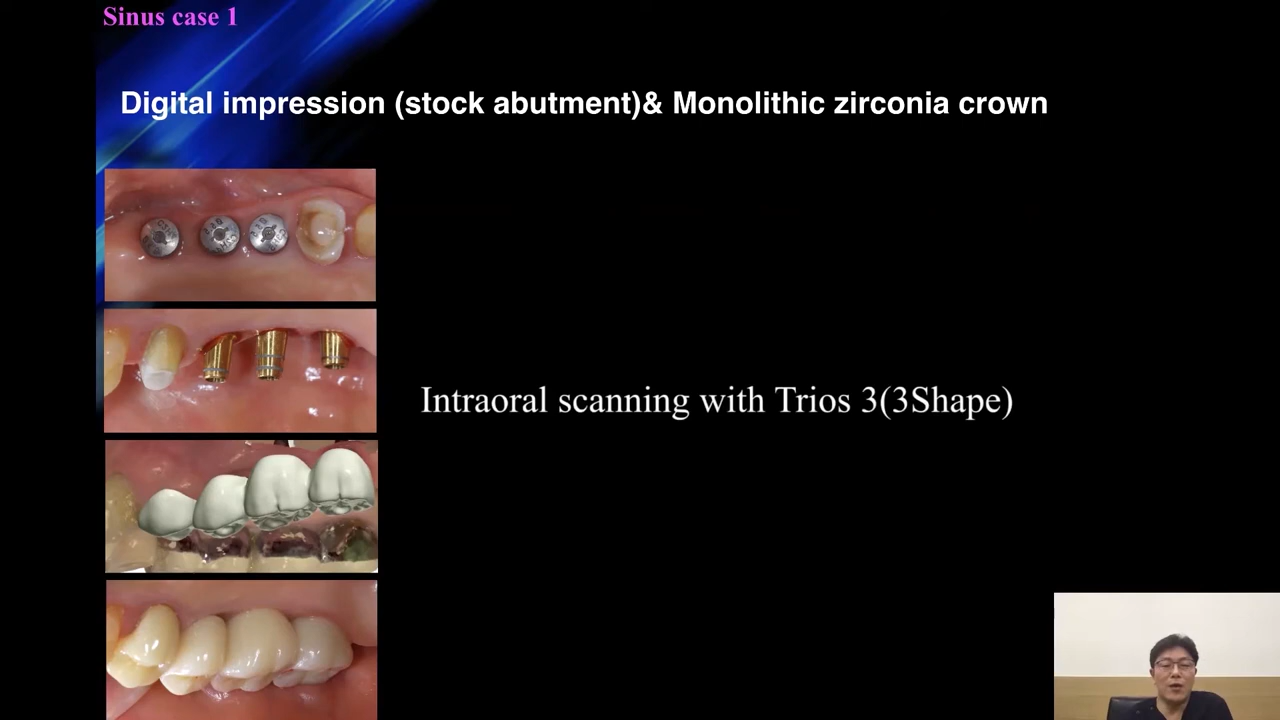 Sinus case 1
Digital impression (stock abutment)& Monolithic zirconia crown
Intraoral scanning with Trios 3(3Shape)